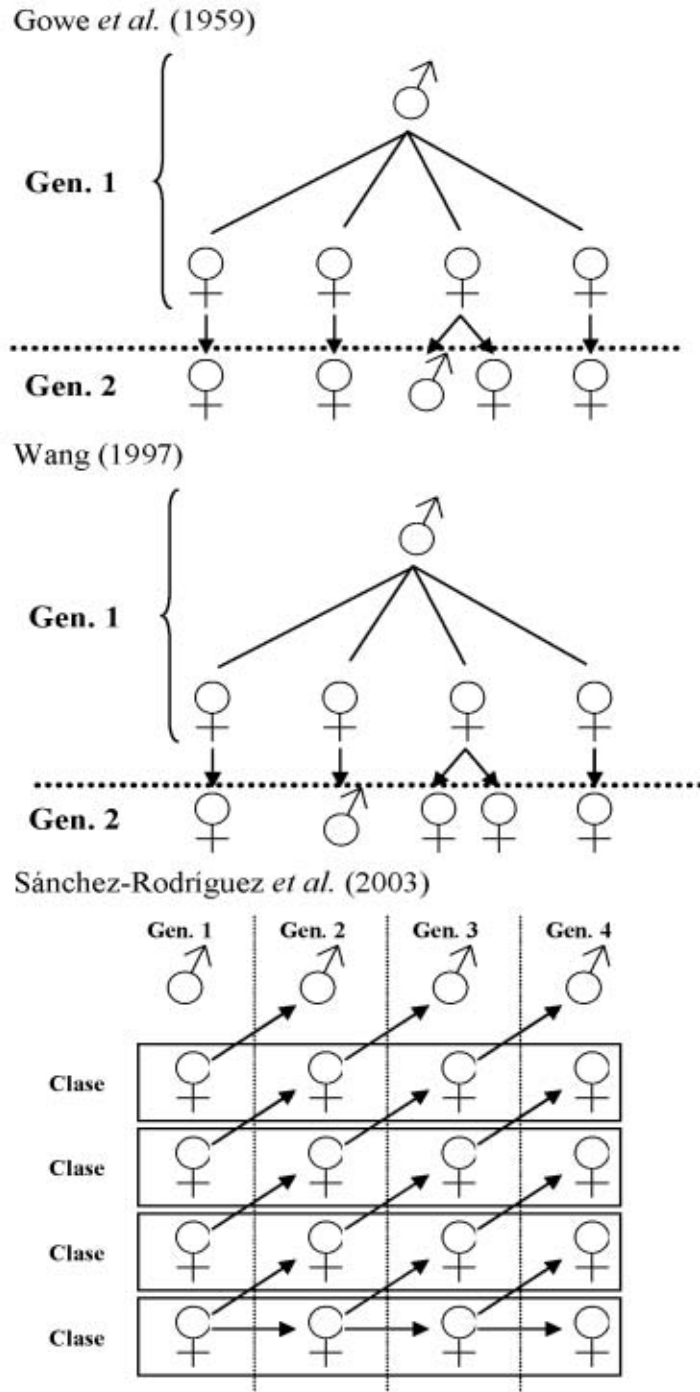 Gowe et al. (1959)
Gen. 1
Gen. 2
Wang (1997)
Gen. 1
Gen. 2
Sánchez-Rodríguez et al. (2003)
Gen. 1 Gen. 2 Gen. 3 Gen. 4
Clase
Clase
Clase
Clase